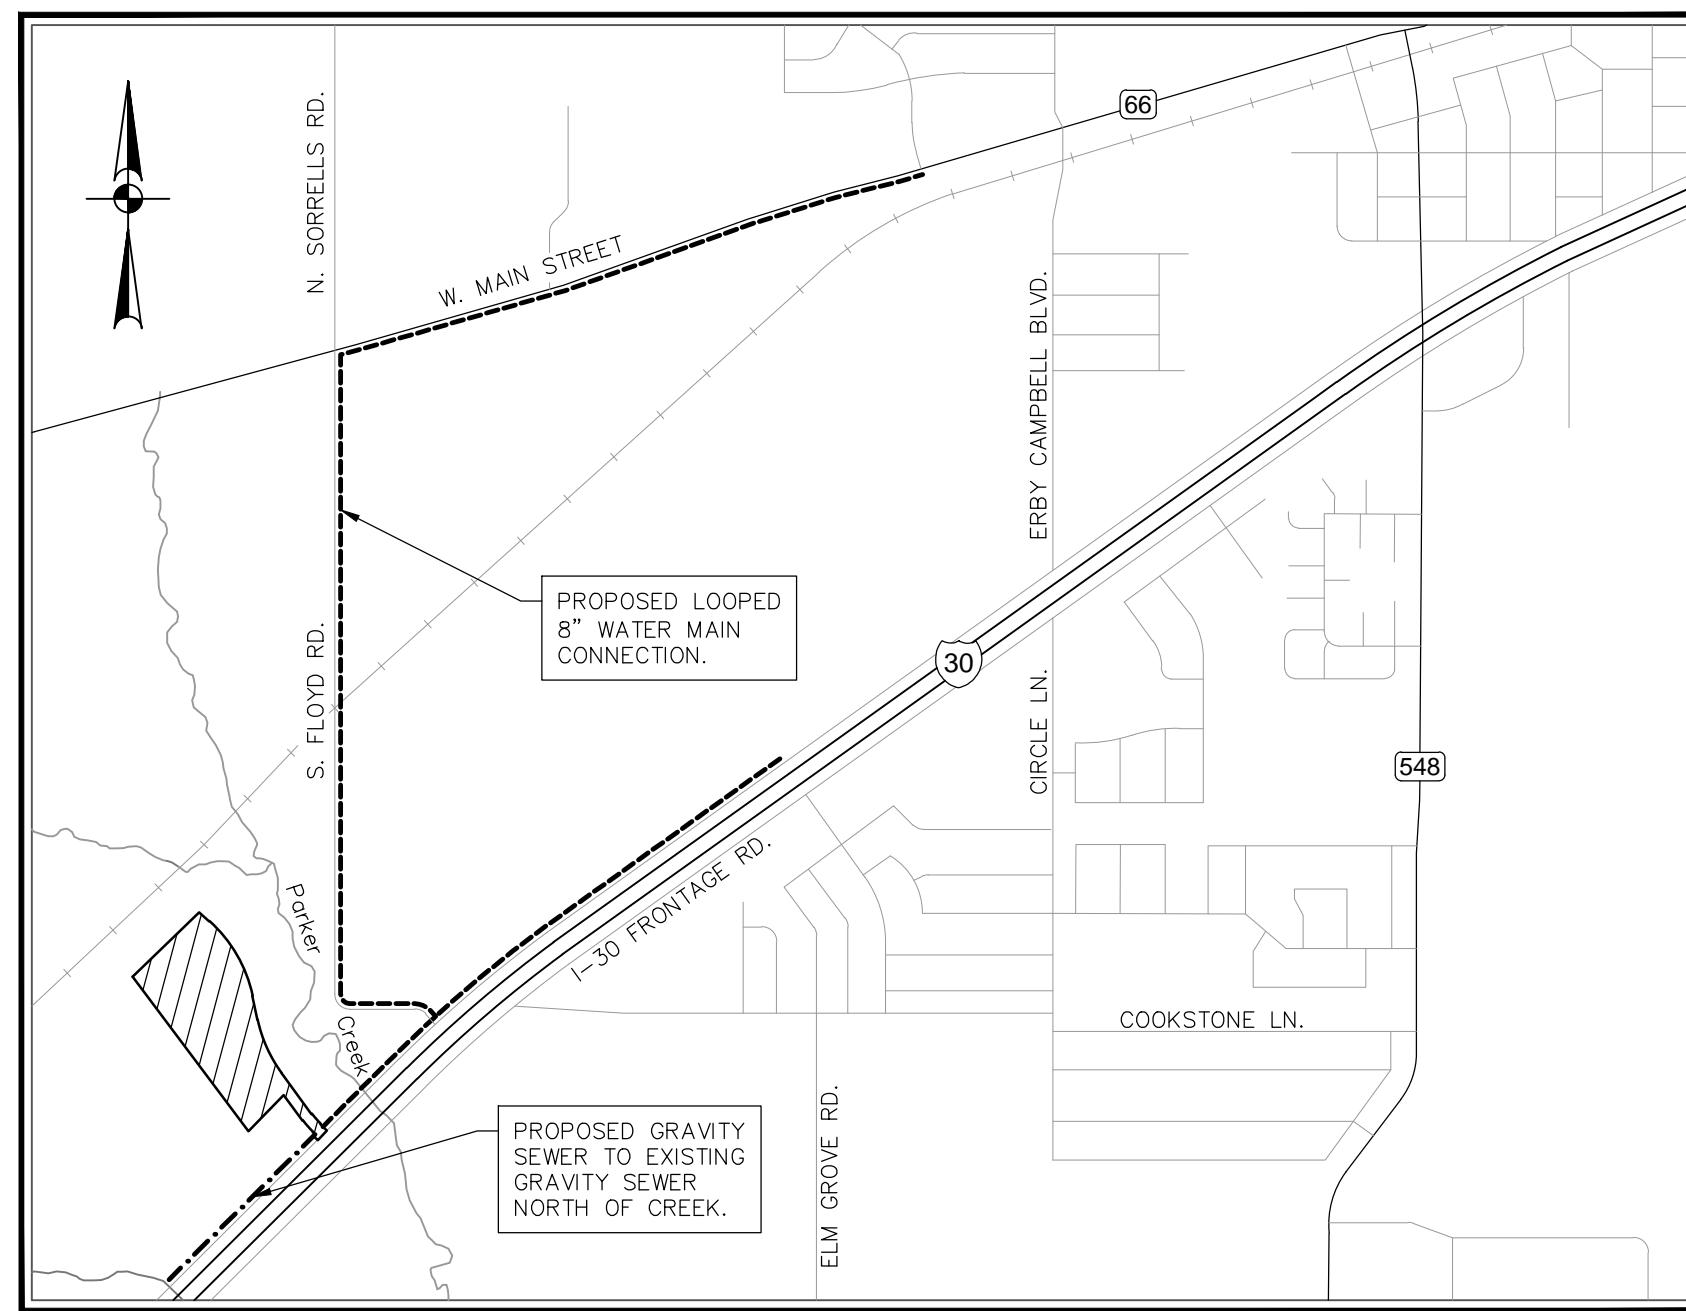 66
N. SORRELLS RD.
W. MAIN STREET
ERBY CAMPBELL BLVD.
PROPOSED LOOPED
8” WATER MAIN
CONNECTION.
S. FLOYD RD.
30
CIRCLE LN.
548
I-30 FRONTAGE RD.
Parker
Creek
COOKSTONE LN.
PROPOSED GRAVITY
SEWER TO EXISTING
GRAVITY SEWER
NORTH OF CREEK.
ELM GROVE RD.